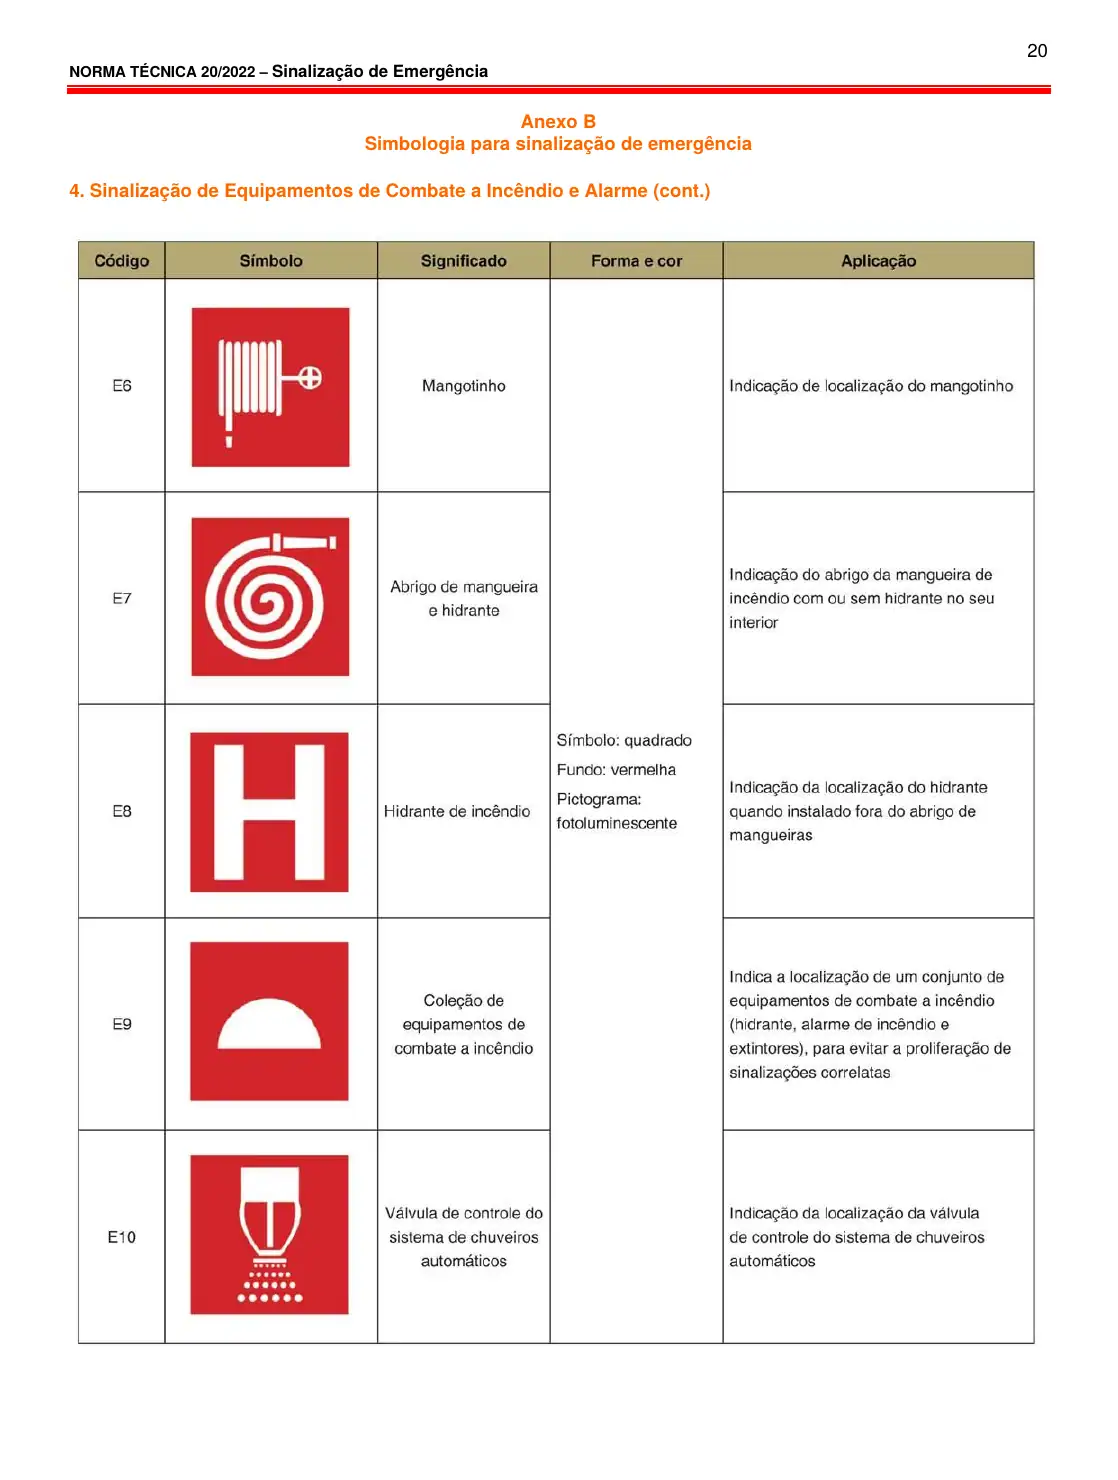 20
NORMA TÉCNICA 20/2022 – Sinalização de Emergência
Anexo B
Simbologia para sinalização de emergência
4. Sinalização de Equipamentos de Combate a Incêndio e Alarme (cont.)
Código Símbolo Significado Forma e cor Aplicação
E6
Mangotinho
Indicação de localização do mangotinho
E7
Abrigo de mangueira
e hidrante
Indicação do abrigo da mangueira de
incêndio com ou sem hidrante no seu
interior
Símbolo: quadrado
Fundo: vermelha
Pictograma:
fotoluminescente
E8
H
Hidrante de incêndio
Indicação da localização do hidrante
quando instalado fora do abrigo de
mangueiras
E9
Coleção de
equipamentos de
combate a incêndio
Indica a localização de um conjunto de
equipamentos de combate a incêndio
(hidrante, alarme de incêndio e
extintores), para evitar a proliferação de
sinalizações correlatas
E10
Válvula de controle do
sistema de chuveiros
automáticos
Indicação da localização da válvula
de controle do sistema de chuveiros
automáticos